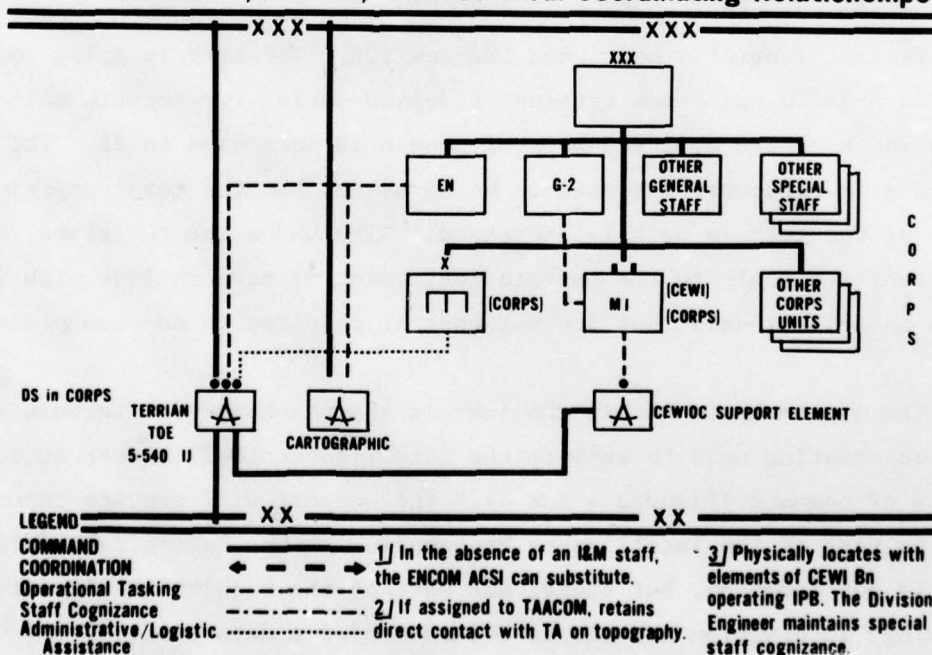 Coordinating Relationships
XXX XXX
XXX
EN
G-2
OTHER
GENERAL
STAFF
OTHER
SPECIAL
STAFF
CORPS
X
(CORPS)
MI
(CEWI)
(CORPS)
OTHER
CORPS
UNITS
DS in CORPS
TERRIAN
TOE
5-540 II
CARTOGRAPHIC
CEWIOC SUPPORT ELEMENT
XX XX
LEGEND
COMMAND
COORDINATION
Operational Tasking
Staff Cognizance
Administrative/Logistic
Assistance
1/ In the absence of an I&M staff,
the ENCOM ACSI can substitute.
2/ If assigned to TAACOM, retains
direct contact with TA on topography.
3/ Physically locates with
elements of CEWI Bn
operating IPB. The Division
Engineer maintains special
staff cognizance.